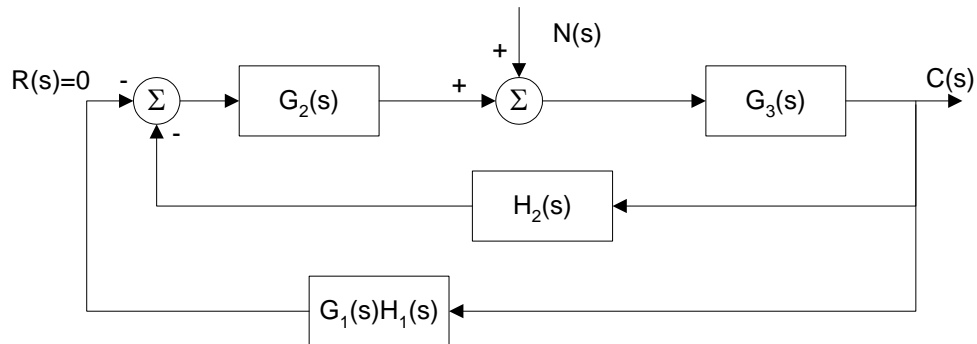 N(s)
+
R(s)=0
-
Σ
G₂(s)
+
Σ
G₃(s)
C(s)
-
H₂(s)
G₁(s)H₁(s)